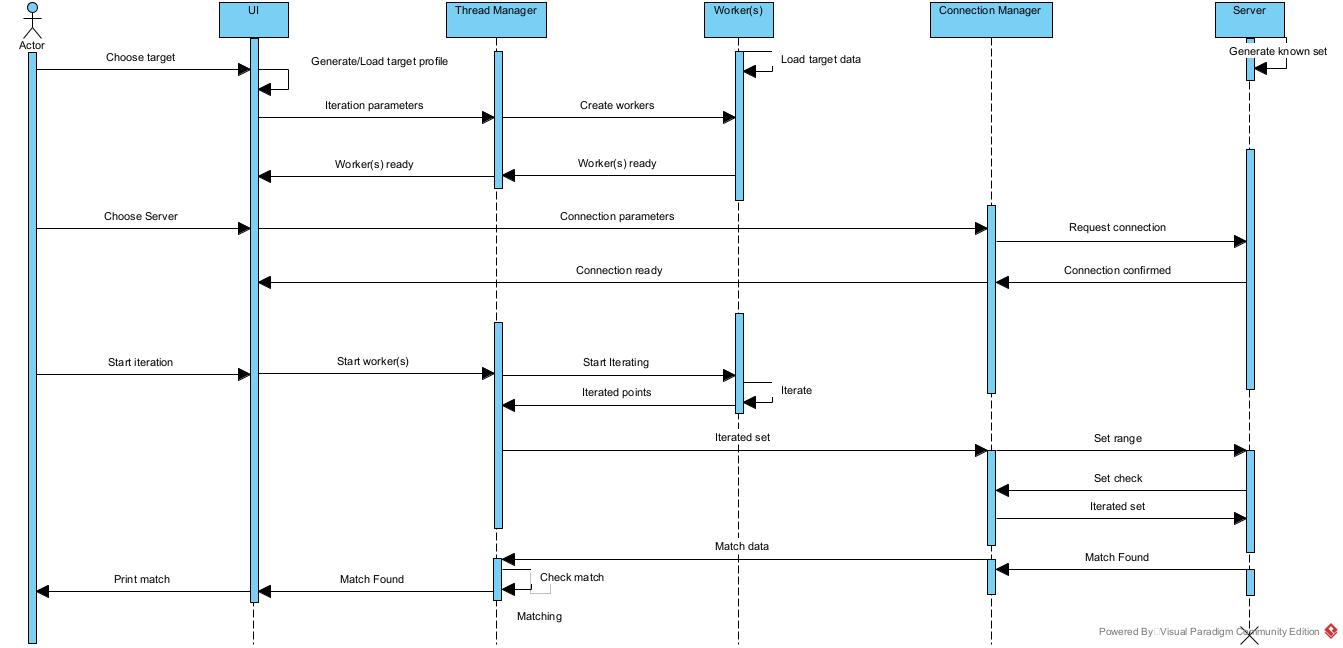 UI
Thread Manager
Worker(s)
Connection Manager
Server
Actor
Generate known set
Choose target
Generate/Load target profile
Load target data
Iteration parameters
Create workers
Worker(s) ready
Worker(s) ready
Choose Server
Connection parameters
Request connection
Connection ready
Connection confirmed
Start iteration
Start worker(s)
Start Iterating
Iterated points
Iterate
Iterated set
Set range
Set check
Iterated set
Match data
Match Found
Print match
Match Found
Check match
Matching
Powered By Visual Paradigm Community Edition